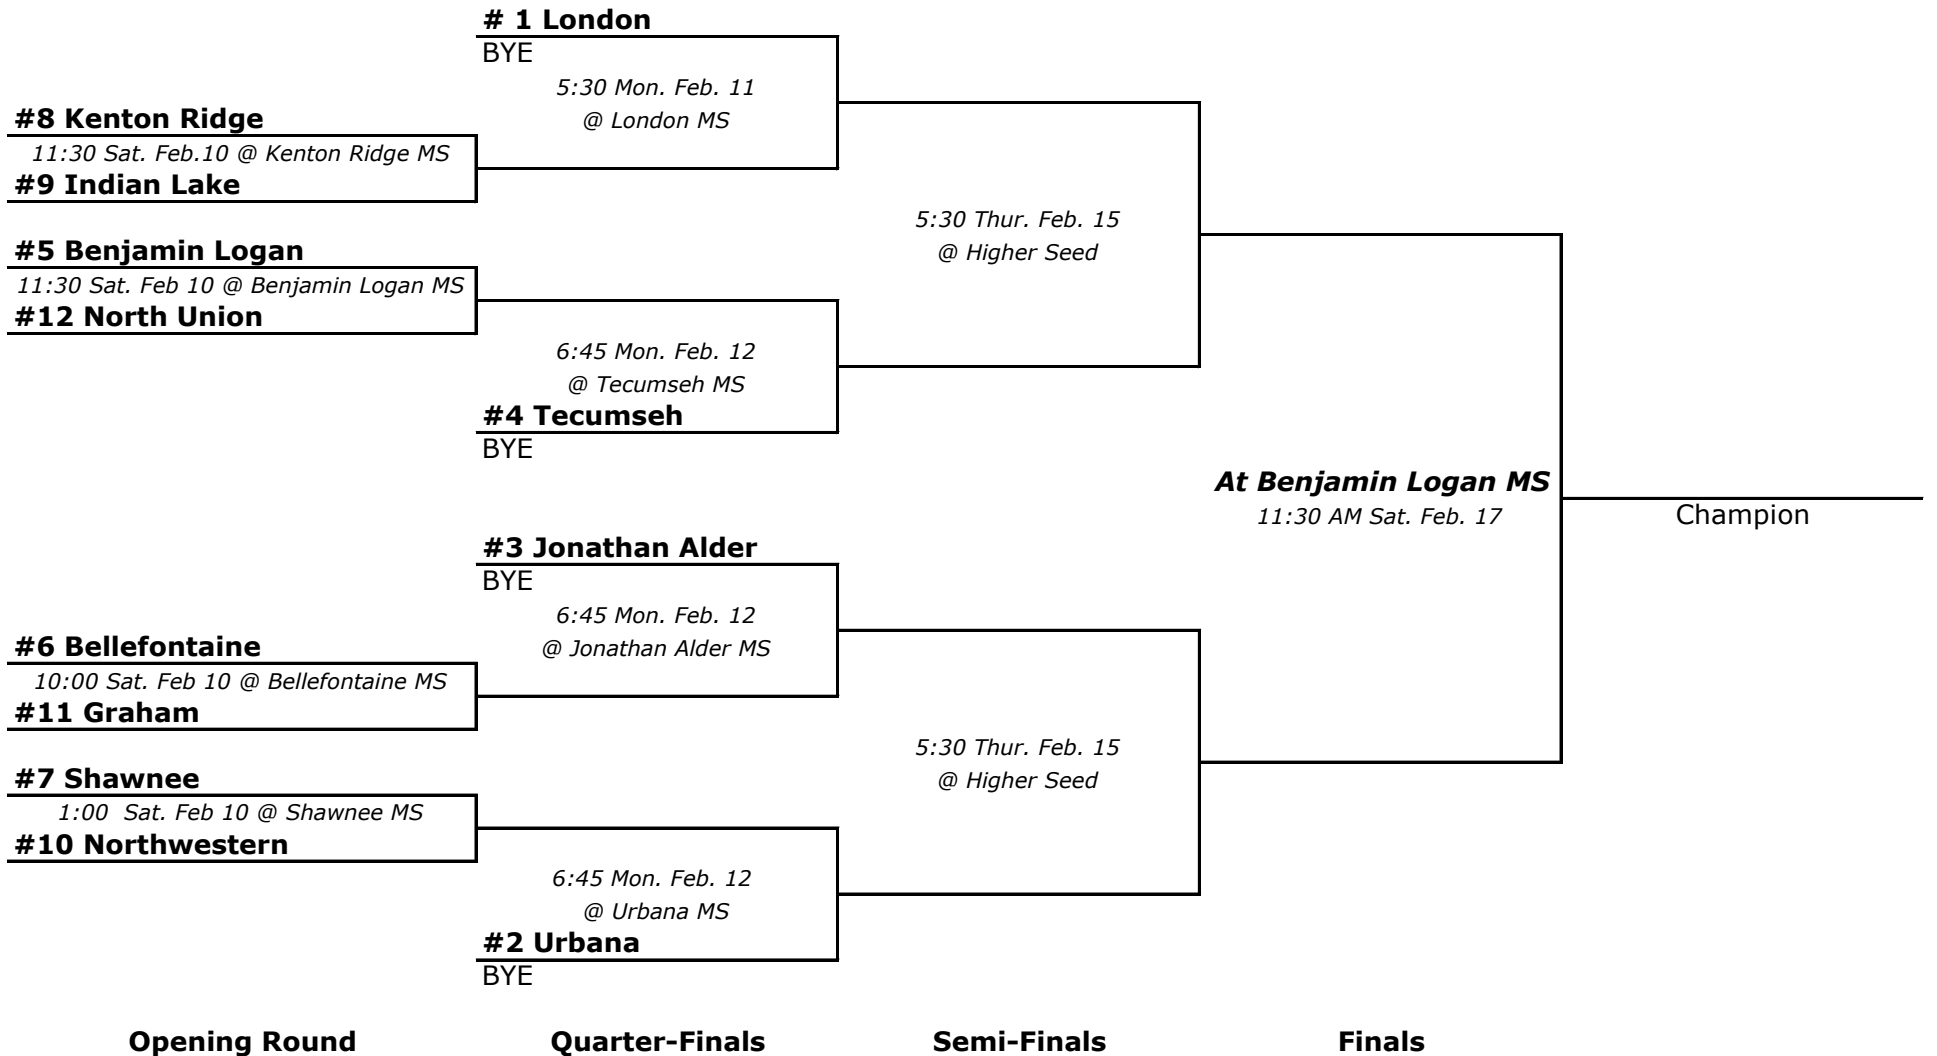 # 1 London
BYE
5:30 Mon. Feb. 11
@ London MS
#8 Kenton Ridge
11:30 Sat. Feb.10 @ Kenton Ridge MS
#9 Indian Lake
5:30 Thur. Feb. 15
@ Higher Seed
#5 Benjamin Logan
11:30 Sat. Feb 10 @ Benjamin Logan MS
#12 North Union
6:45 Mon. Feb. 12
@ Tecumseh MS
#4 Tecumseh
BYE
At Benjamin Logan MS
11:30 AM Sat. Feb. 17
Champion
#3 Jonathan Alder
BYE
6:45 Mon. Feb. 12
@ Jonathan Alder MS
#6 Bellefontaine
10:00 Sat. Feb 10 @ Bellefontaine MS
#11 Graham
5:30 Thur. Feb. 15
@ Higher Seed
#7 Shawnee
1:00  Sat. Feb 10 @ Shawnee MS
#10 Northwestern
6:45 Mon. Feb. 12
@ Urbana MS
#2 Urbana
BYE
Opening Round
Quarter-Finals
Semi-Finals
Finals